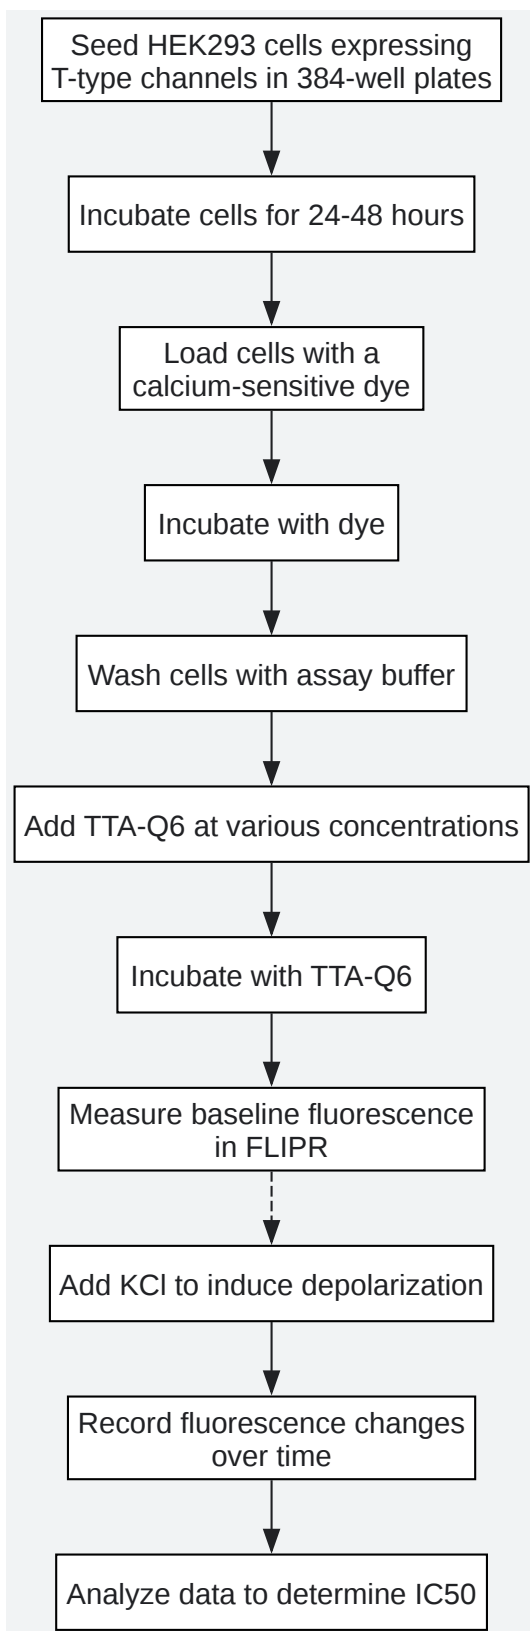 Seed HEK293 cells expressing
T-type channels in 384-well plates
Incubate cells for 24-48 hours
Load cells with a
calcium-sensitive dye
Incubate with dye
Wash cells with assay buffer
Add TTA-Q6 at various concentrations
Incubate with TTA-Q6
Measure baseline fluorescence
in FLIPR
Add KCl to induce depolarization
Record fluorescence changes
over time
Analyze data to determine IC50